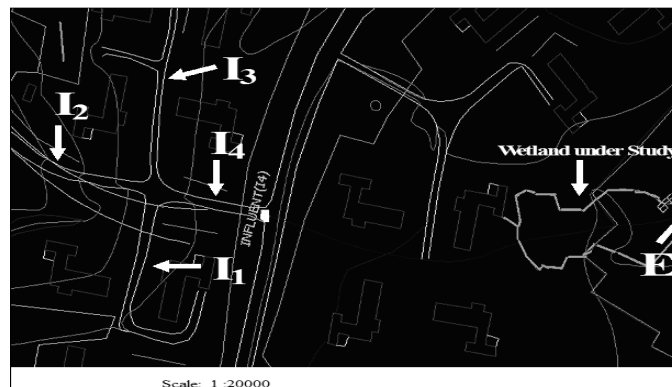 I3
I2
I4
Wetland under Study
INFLUENT(I4)
E
I1
Scale: 1 :20000